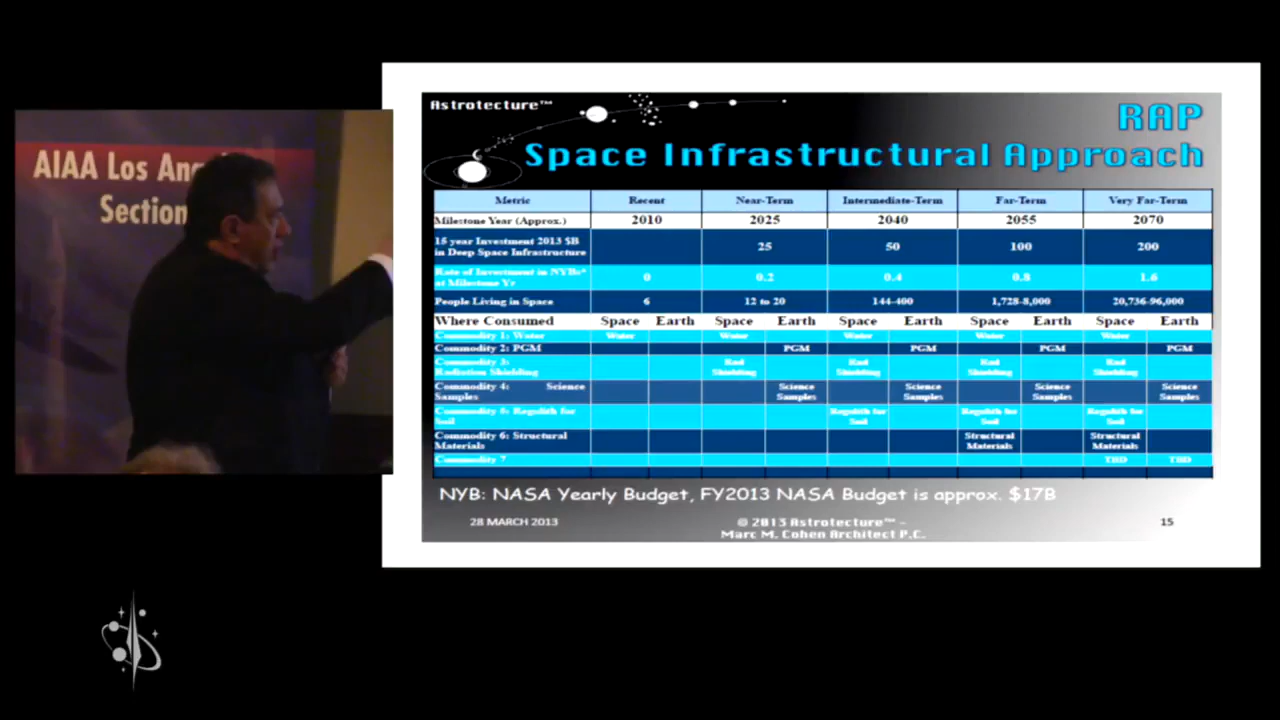 AIAA Los Ang
Section
Astrotecture™
RAP
Space Infrastructural Approach
Metric Recent Near-Term Intermediate-Term Far-Term Very Far-Term
Milestone Year (Approx.) 2010 2025 2040 2055 2070
15 year Investment 2013 $B
in Deep Space Infrastructure 25 50 100 200
Rate of Investment in NYBs*
at Milestone Yr 0 0.2 0.4 0.8 1.6
People Living in Space 6 12 to 20 144-400 1,728-8,000 20,736-96,000
Where Consumed Space Earth Space Earth Space Earth Space Earth Space Earth
Commodity 1: Water Water Water Water Water Water
Commodity 2: PGM PGM PGM PGM PGM
Commodity 3:
Radiation Shielding Rad Shielding Rad Shielding Rad Shielding Rad Shielding
Commodity 4: Science
Samples Science Samples Science Samples Science Samples Science Samples
Commodity 5: Regolith for
Soil Regolith for Soil Regolith for Soil Regolith for Soil
Commodity 6: Structural
Materials Structural Materials Structural Materials
Commodity 7 TBD TBD
NYB: NASA Yearly Budget, FY2013 NASA Budget is approx. $17B
28 MARCH 2013
© 2013 Astrotecture™ –
Marc M. Cohen Architect P.C.
15